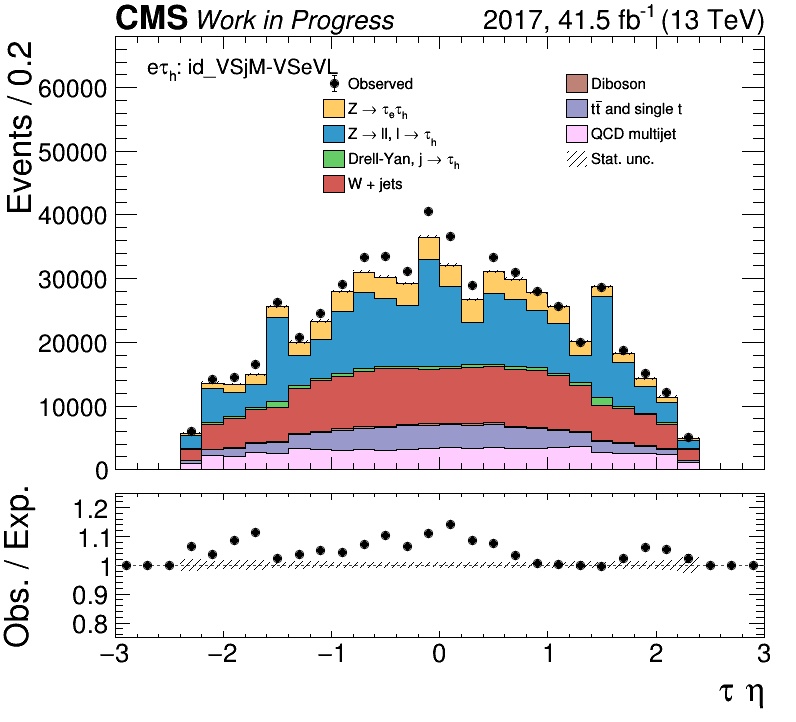 CMS Work in Progress 2017, 41.5 fb⁻¹ (13 TeV)
eτₕ: id_VSjM-VSeVL
Observed
Z → τₑτₕ
Z → ll, l → τₕ
Drell-Yan, j → τₕ
W + jets
Diboson
tt̄ and single t
QCD multijet
Stat. unc.
Events / 0.2
60000
50000
40000
30000
20000
10000
0
Obs. / Exp.
1.2
1.1
1
0.9
0.8
−3 −2 −1 0 1 2 3
τ η